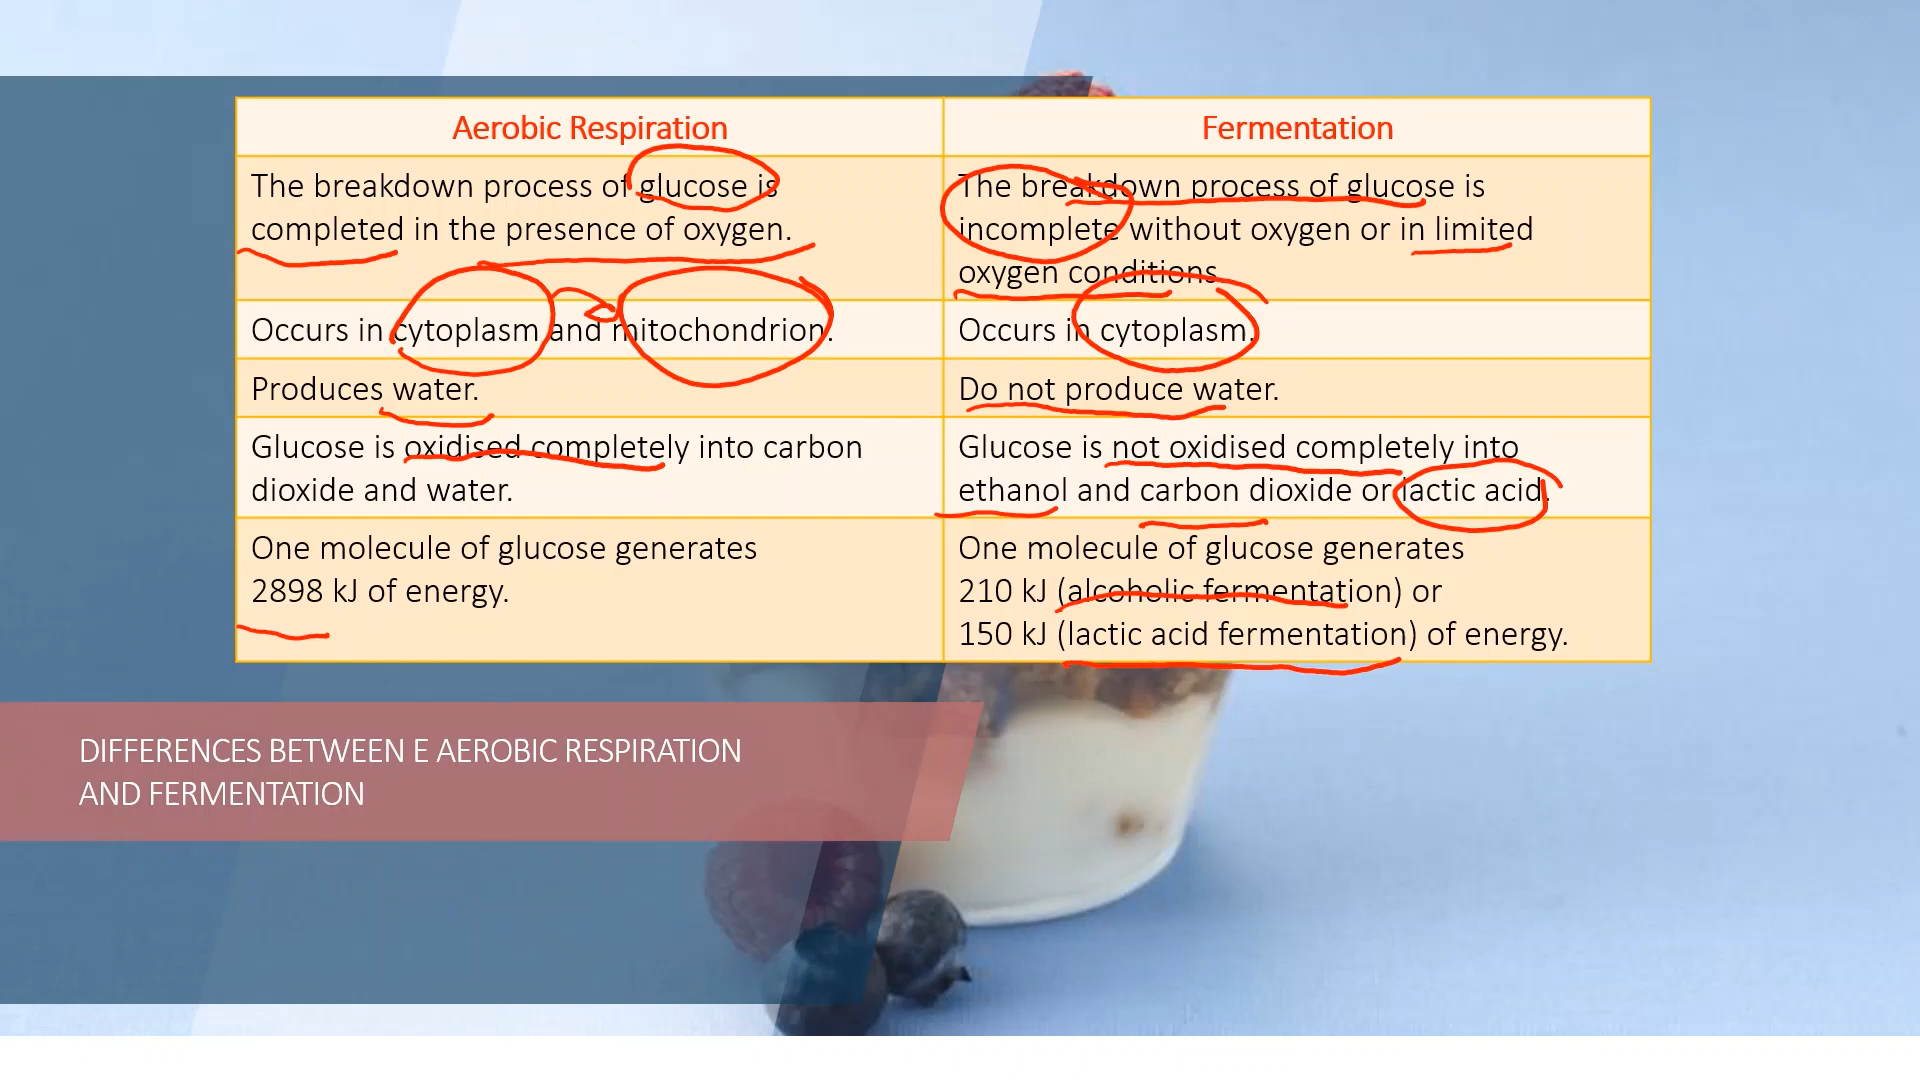 Aerobic Respiration
Fermentation
The breakdown process of glucose is
completed in the presence of oxygen.
The breakdown process of glucose is
incomplete without oxygen or in limited
oxygen conditions.
Occurs in cytoplasm and mitochondrion.
Occurs in cytoplasm.
Produces water.
Do not produce water.
Glucose is oxidised completely into carbon
dioxide and water.
Glucose is not oxidised completely into
ethanol and carbon dioxide or lactic acid.
One molecule of glucose generates
2898 kJ of energy.
One molecule of glucose generates
210 kJ (alcoholic fermentation) or
150 kJ (lactic acid fermentation) of energy.
DIFFERENCES BETWEEN E AEROBIC RESPIRATION
AND FERMENTATION